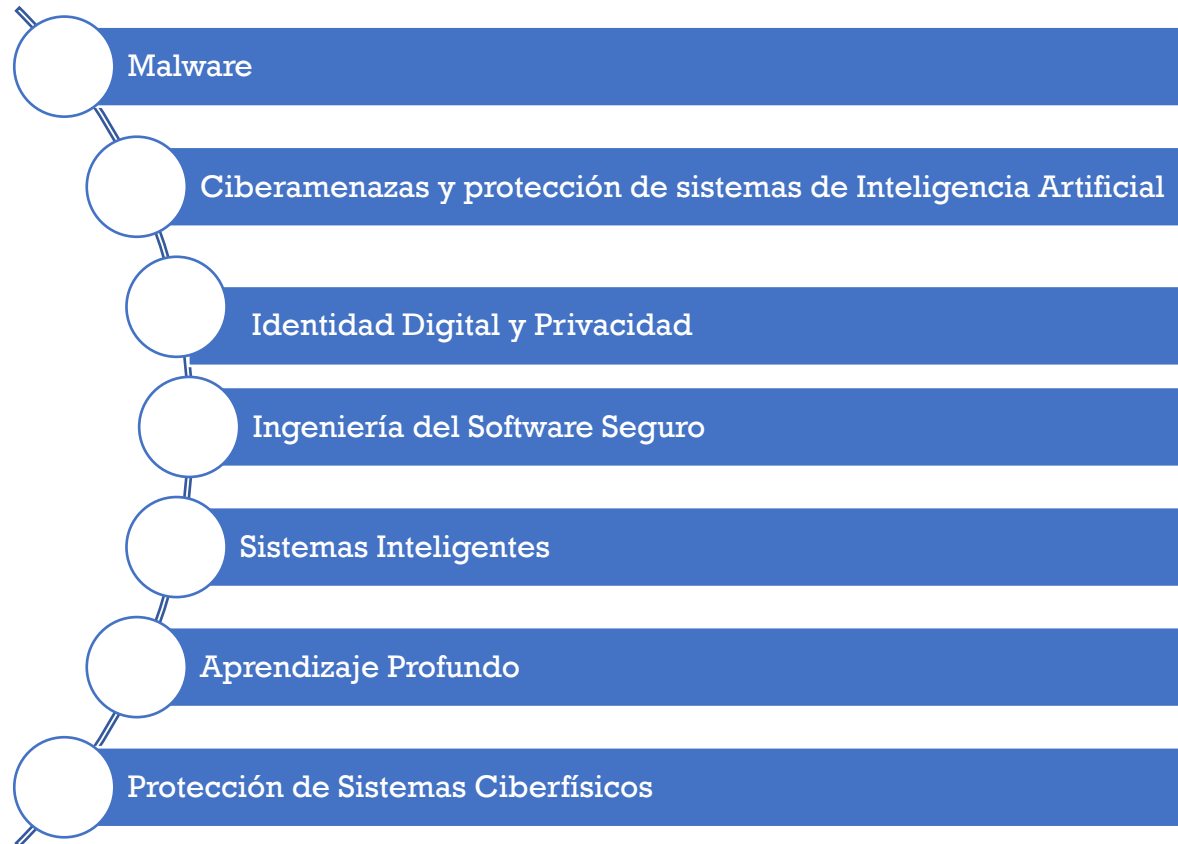 Malware
Ciberamenazas y protección de sistemas de Inteligencia Artificial
Identidad Digital y Privacidad
Ingeniería del Software Seguro
Sistemas Inteligentes
Aprendizaje Profundo
Protección de Sistemas Ciberfísicos